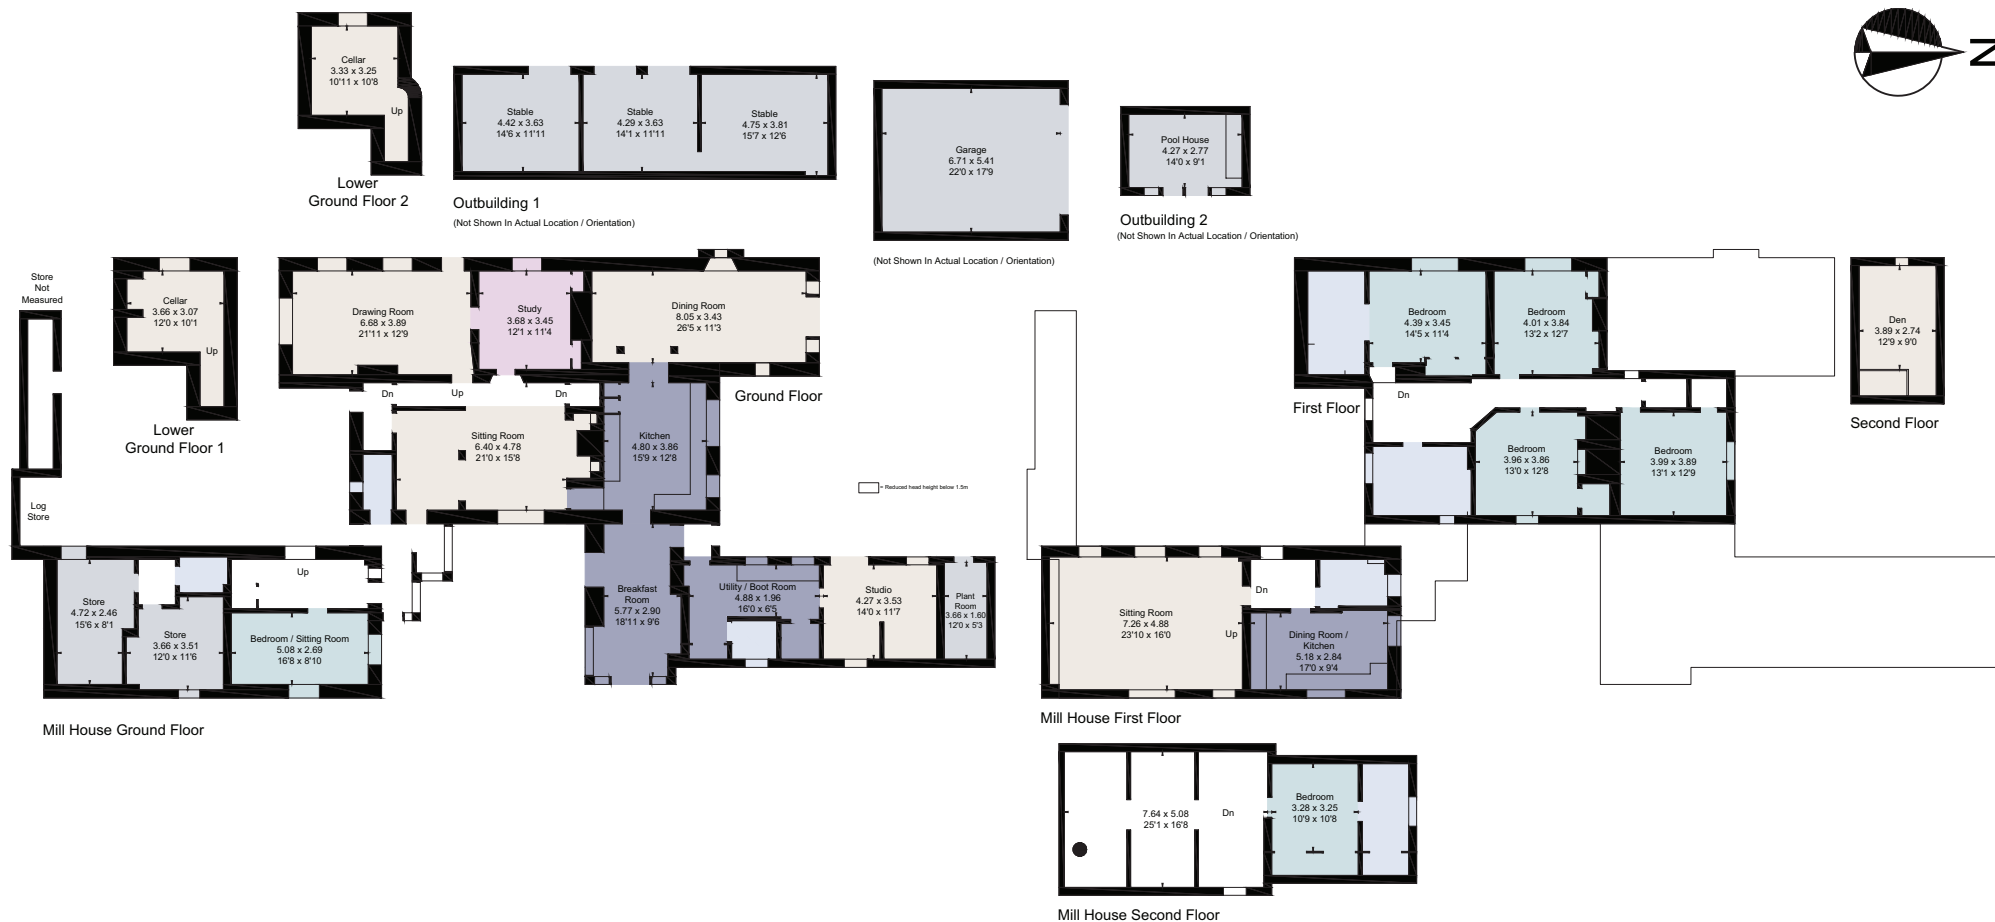 Cellar
3.33 x 3.25
10'11 x 10'8
Up
Lower
Ground Floor 2
Stable
4.42 x 3.63
14'6 x 11'11
Stable
4.29 x 3.63
14'1 x 11'11
Stable
4.75 x 3.81
15'7 x 12'6
Outbuilding 1
(Not Shown In Actual Location / Orientation)
Garage
6.71 x 5.41
22'0 x 17'9
(Not Shown In Actual Location / Orientation)
Pool House
4.27 x 2.77
14'0 x 9'1
Outbuilding 2
(Not Shown In Actual Location / Orientation)
N
Store
Not
Measured
Log
Store
Cellar
3.66 x 3.07
12'0 x 10'1
Up
Lower
Ground Floor 1
Drawing Room
6.68 x 3.89
21'11 x 12'9
Study
3.68 x 3.45
12'1 x 11'4
Dining Room
8.05 x 3.43
26'5 x 11'3
Dn
Up
Dn
Ground Floor
Sitting Room
6.40 x 4.78
21'0 x 15'8
Kitchen
4.80 x 3.86
15'9 x 12'8
= Reduced head height below 1.5m
Breakfast
Room
5.77 x 2.90
18'11 x 9'6
Utility / Boot Room
4.88 x 1.96
16'0 x 6'5
Studio
4.27 x 3.53
14'0 x 11'7
Plant
Room
3.66 x 1.60
12'0 x 5'3
Bedroom
4.39 x 3.45
14'5 x 11'4
Bedroom
4.01 x 3.84
13'2 x 12'7
First Floor
Dn
Bedroom
3.96 x 3.86
13'0 x 12'8
Bedroom
3.99 x 3.89
13'1 x 12'9
Den
3.89 x 2.74
12'9 x 9'0
Second Floor
Store
4.72 x 2.46
15'6 x 8'1
Store
3.66 x 3.51
12'0 x 11'6
Up
Bedroom / Sitting Room
5.08 x 2.69
16'8 x 8'10
Mill House Ground Floor
Sitting Room
7.26 x 4.88
23'10 x 16'0
Dn
Up
Dining Room /
Kitchen
5.18 x 2.84
17'0 x 9'4
Mill House First Floor
7.64 x 5.08
25'1 x 16'8
Dn
Bedroom
3.28 x 3.25
10'9 x 10'8
Mill House Second Floor